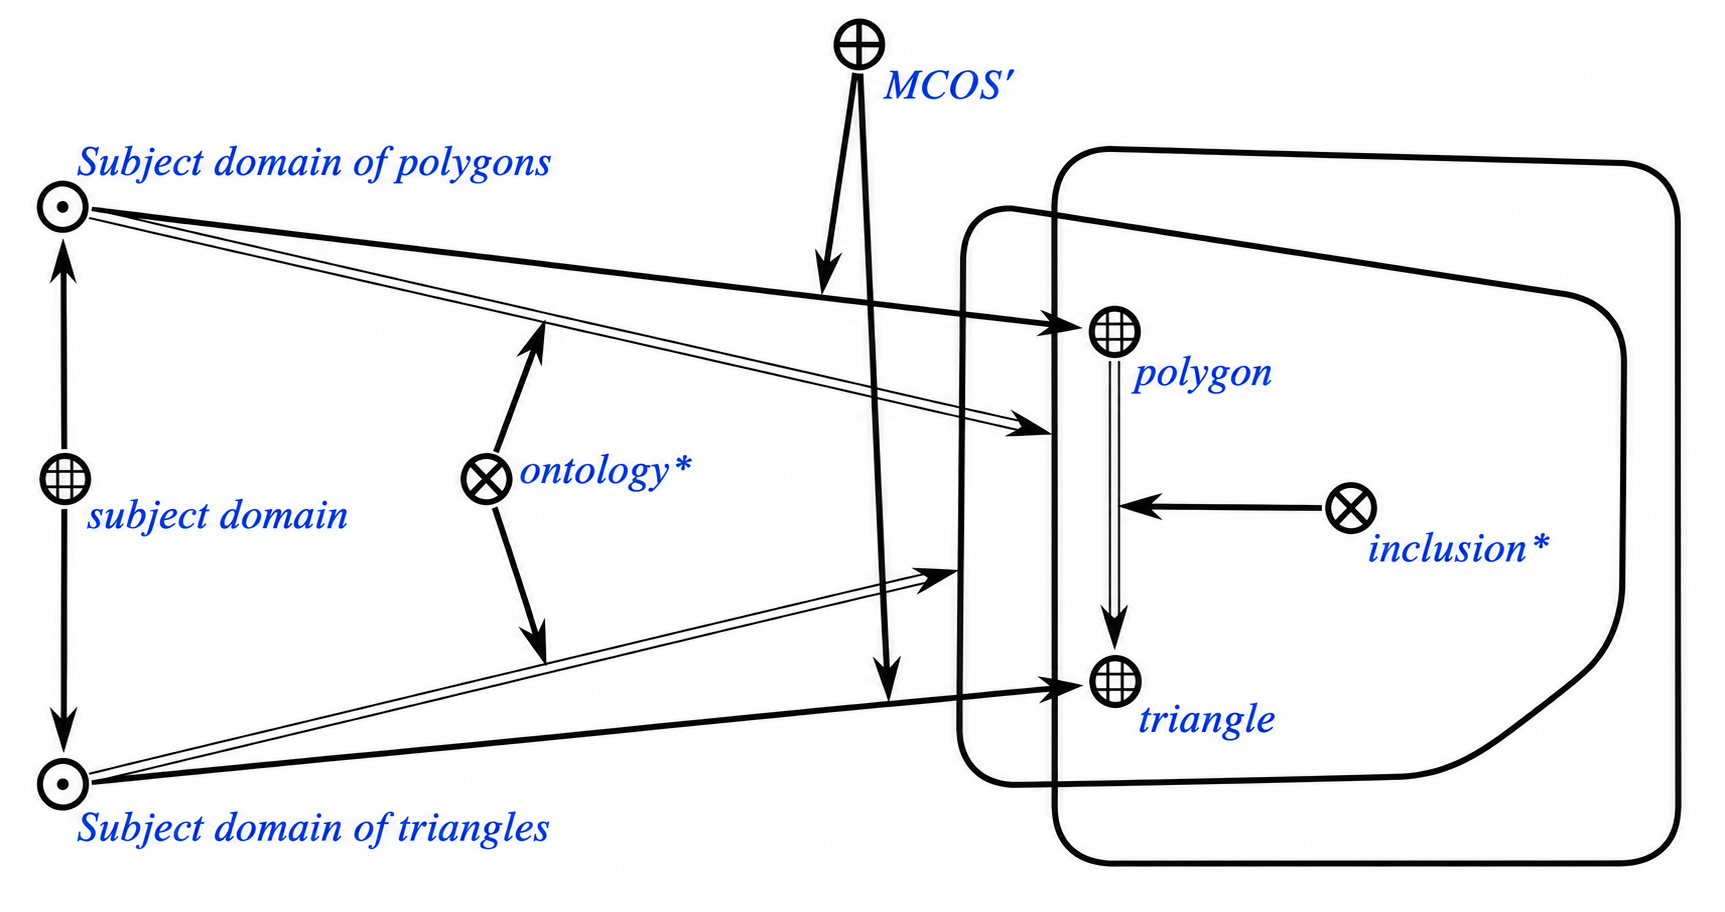 MCOS′
Subject domain of polygons
polygon
ontology*
subject domain
inclusion*
triangle
Subject domain of triangles